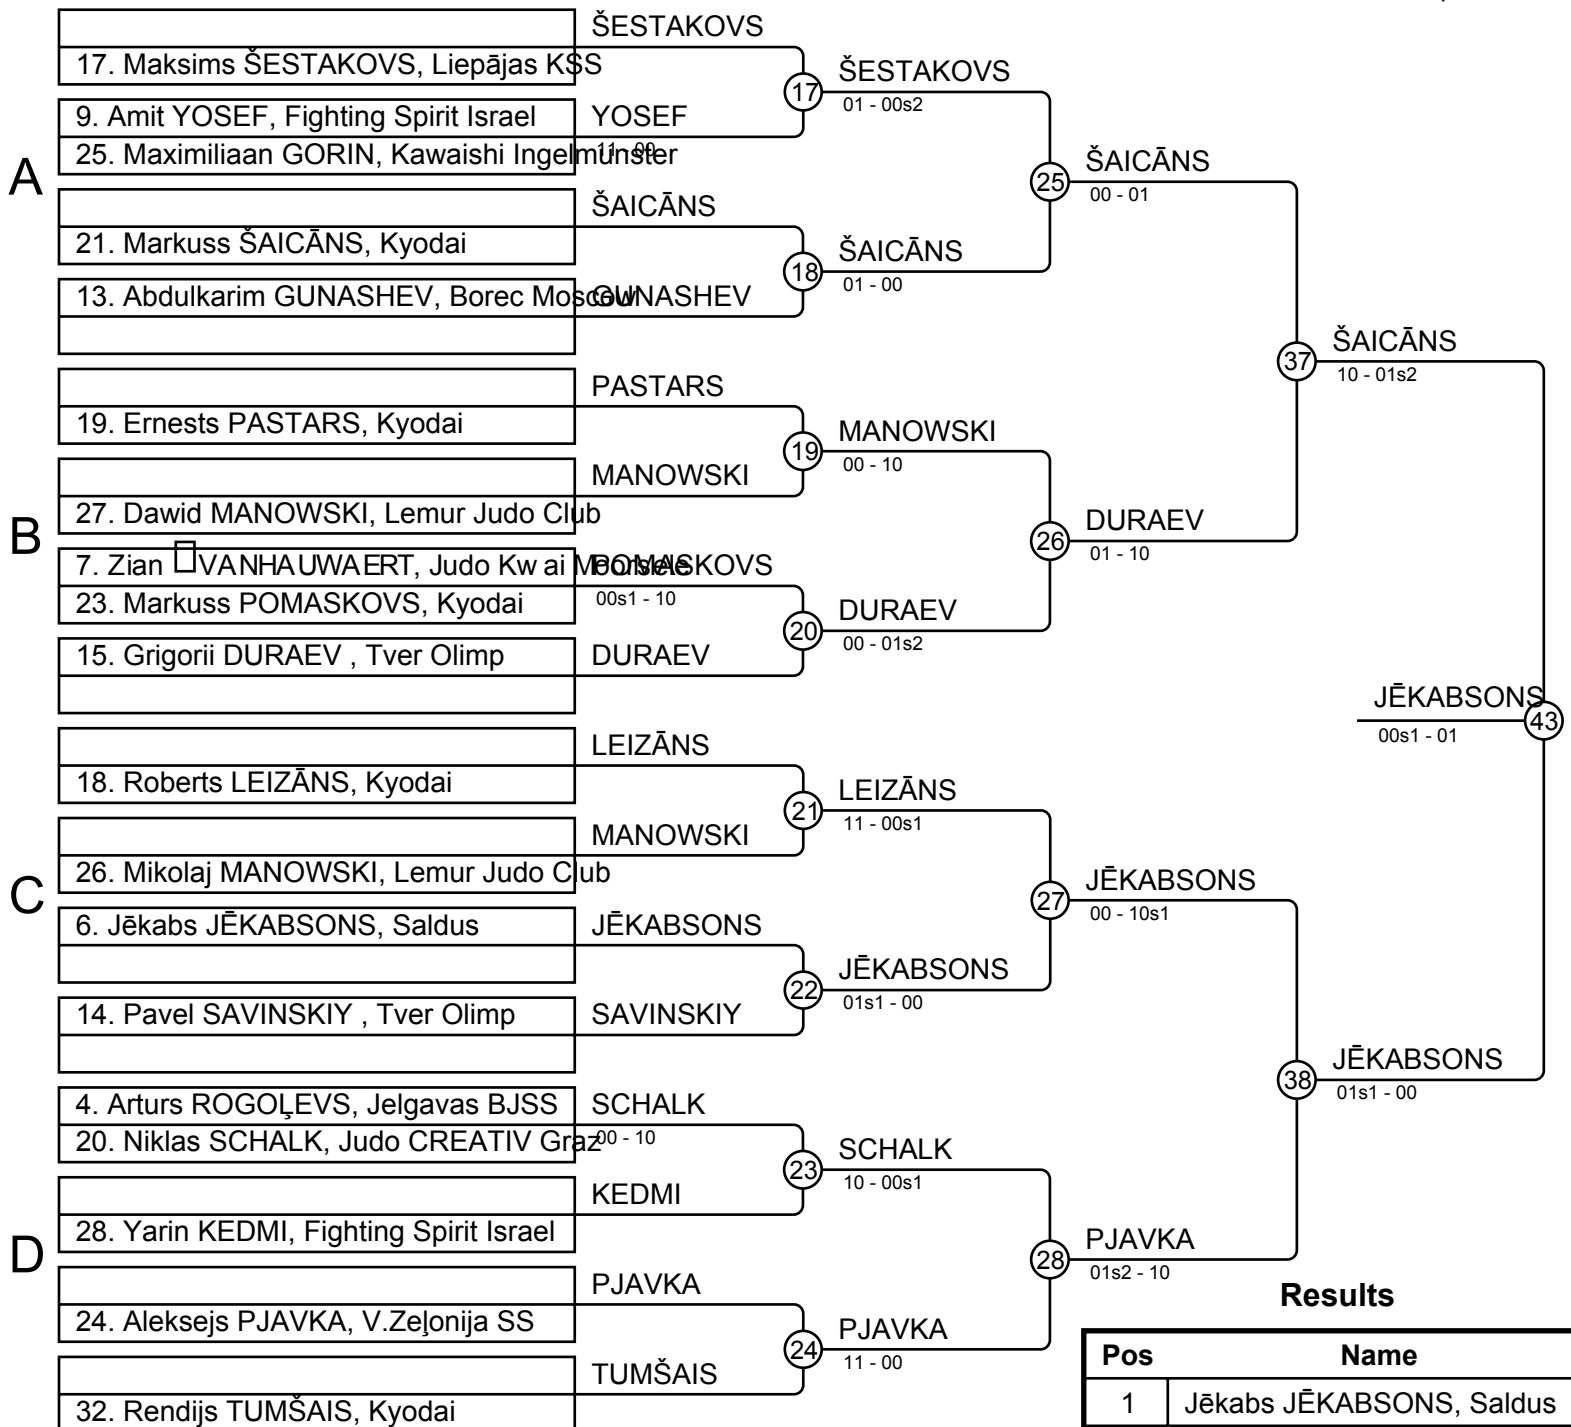 ŠESTAKOVS
17. Maksims ŠESTAKOVS, Liepājas KSS
17
ŠESTAKOVS
01 - 00s2
9. Amit YOSEF, Fighting Spirit Israel
YOSEF
11 - 00
25. Maximiliaan GORIN, Kawaishi Ingelmunster
A
25
ŠAICĀNS
00 - 01
ŠAICĀNS
21. Markuss ŠAICĀNS, Kyodai
18
ŠAICĀNS
01 - 00
13. Abdulkarim GUNASHEV, Borec Moscow
GUNASHEV
37
ŠAICĀNS
10 - 01s2
PASTARS
19. Ernests PASTARS, Kyodai
19
MANOWSKI
00 - 10
MANOWSKI
27. Dawid MANOWSKI, Lemur Judo Club
B
26
DURAEV
01 - 10
7. Zian VANHAUWAERT, Judo Kw ai Moorsele
POMASKOVS
00s1 - 10
23. Markuss POMASKOVS, Kyodai
20
DURAEV
00 - 01s2
15. Grigorii DURAEV , Tver Olimp
DURAEV
JĒKABSONS
43
00s1 - 01
LEIZĀNS
18. Roberts LEIZĀNS, Kyodai
21
LEIZĀNS
11 - 00s1
MANOWSKI
26. Mikolaj MANOWSKI, Lemur Judo Club
C
27
JĒKABSONS
00 - 10s1
6. Jēkabs JĒKABSONS, Saldus
JĒKABSONS
22
JĒKABSONS
01s1 - 00
14. Pavel SAVINSKIY , Tver Olimp
SAVINSKIY
38
JĒKABSONS
01s1 - 00
4. Arturs ROGOĻEVS, Jelgavas BJSS
SCHALK
00 - 10
20. Niklas SCHALK, Judo CREATIV Graz
23
SCHALK
10 - 00s1
KEDMI
28. Yarin KEDMI, Fighting Spirit Israel
D
28
PJAVKA
01s2 - 10
PJAVKA
24. Aleksejs PJAVKA, V.Zeļonija SS
24
PJAVKA
11 - 00
TUMŠAIS
32. Rendijs TUMŠAIS, Kyodai
Results
Pos Name
1 Jēkabs JĒKABSONS, Saldus